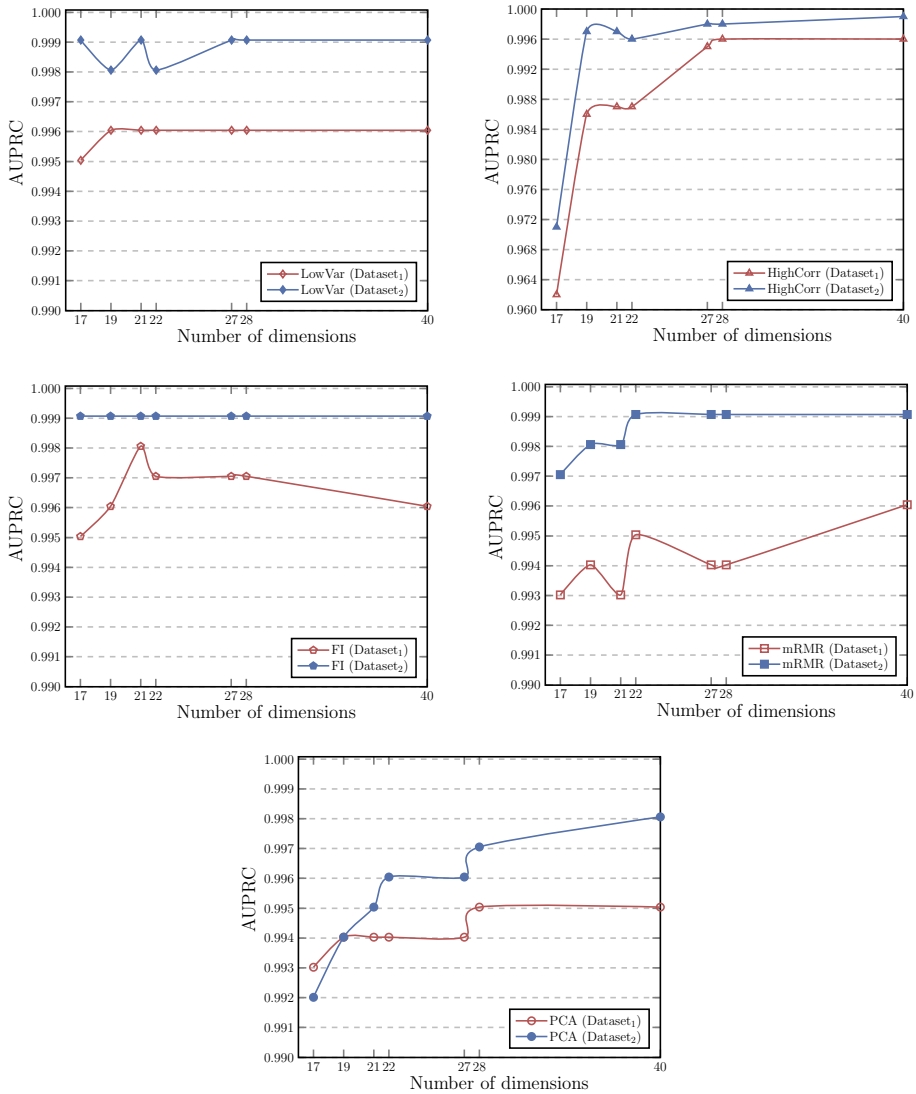 1.000
0.999
0.998
0.997
0.996
0.995
0.994
0.993
0.992
0.991
0.990
AUPRC
LowVar (Dataset₁)
LowVar (Dataset₂)
17 19 21 22 27 28 40
Number of dimensions
1.000
0.996
0.992
0.988
0.984
0.980
0.976
0.972
0.968
0.964
0.960
AUPRC
HighCorr (Dataset₁)
HighCorr (Dataset₂)
17 19 21 22 27 28 40
Number of dimensions
1.000
0.999
0.998
0.997
0.996
0.995
0.994
0.993
0.992
0.991
0.990
AUPRC
FI (Dataset₁)
FI (Dataset₂)
17 19 21 22 27 28 40
Number of dimensions
1.000
0.999
0.998
0.997
0.996
0.995
0.994
0.993
0.992
0.991
0.990
AUPRC
mRMR (Dataset₁)
mRMR (Dataset₂)
17 19 21 22 27 28 40
Number of dimensions
1.000
0.999
0.998
0.997
0.996
0.995
0.994
0.993
0.992
0.991
0.990
AUPRC
PCA (Dataset₁)
PCA (Dataset₂)
17 19 21 22 27 28 40
Number of dimensions